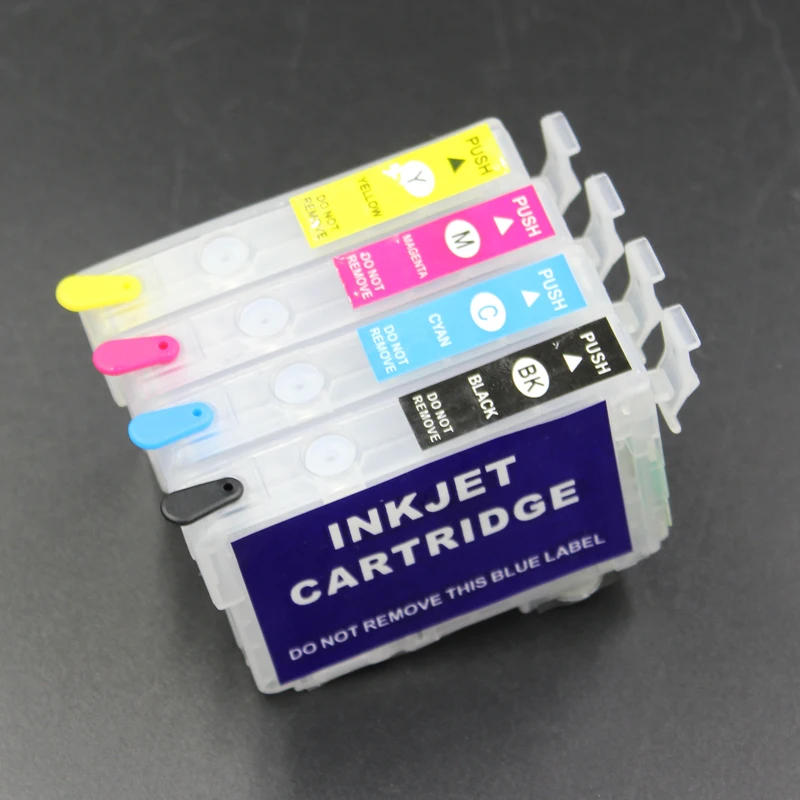 PUSH
Y
YELLOW
DO NOT
REMOVE
PUSH
M
MAGENTA
DO NOT
REMOVE
PUSH
C
CYAN
DO NOT
REMOVE
PUSH
BK
BLACK
DO NOT
REMOVE
INKJET
CARTRIDGE
DO NOT REMOVE THIS BLUE LABEL